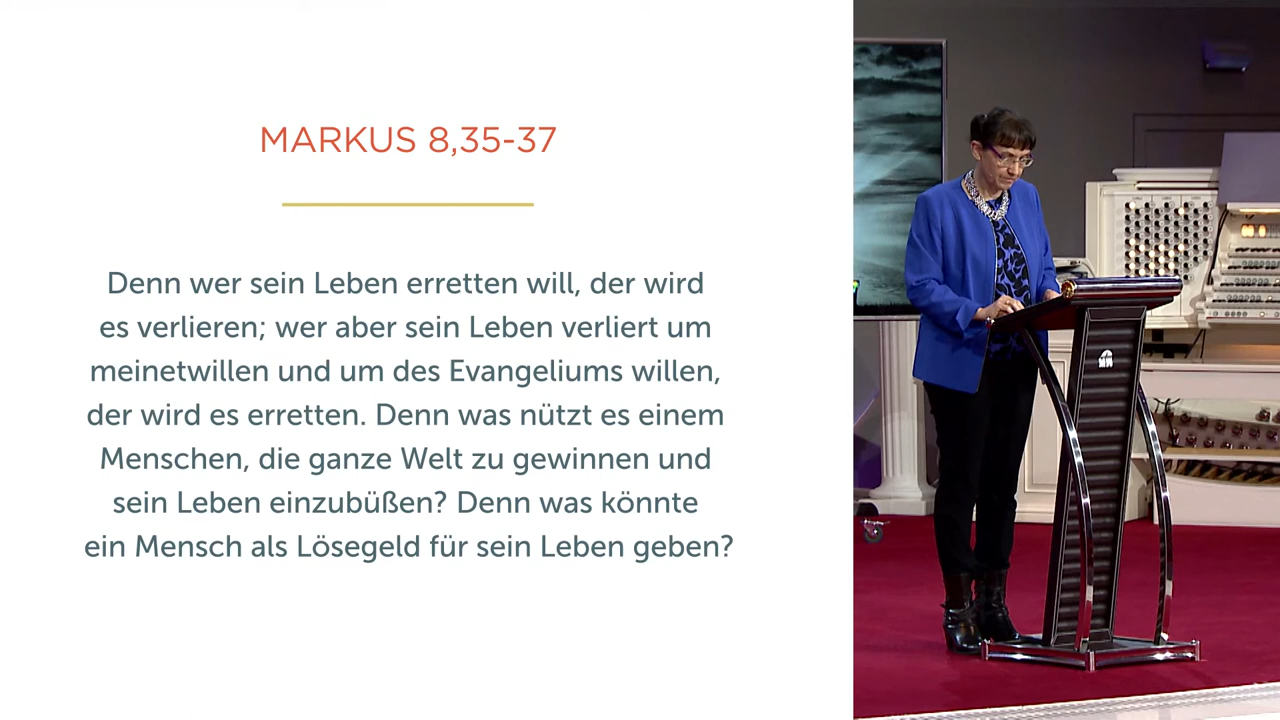 MARKUS 8,35-37
Denn wer sein Leben erretten will, der wird
es verlieren; wer aber sein Leben verliert um
meinetwillen und um des Evangeliums willen,
der wird es erretten. Denn was nützt es einem
Menschen, die ganze Welt zu gewinnen und
sein Leben einzubüßen? Denn was könnte
ein Mensch als Lösegeld für sein Leben geben?